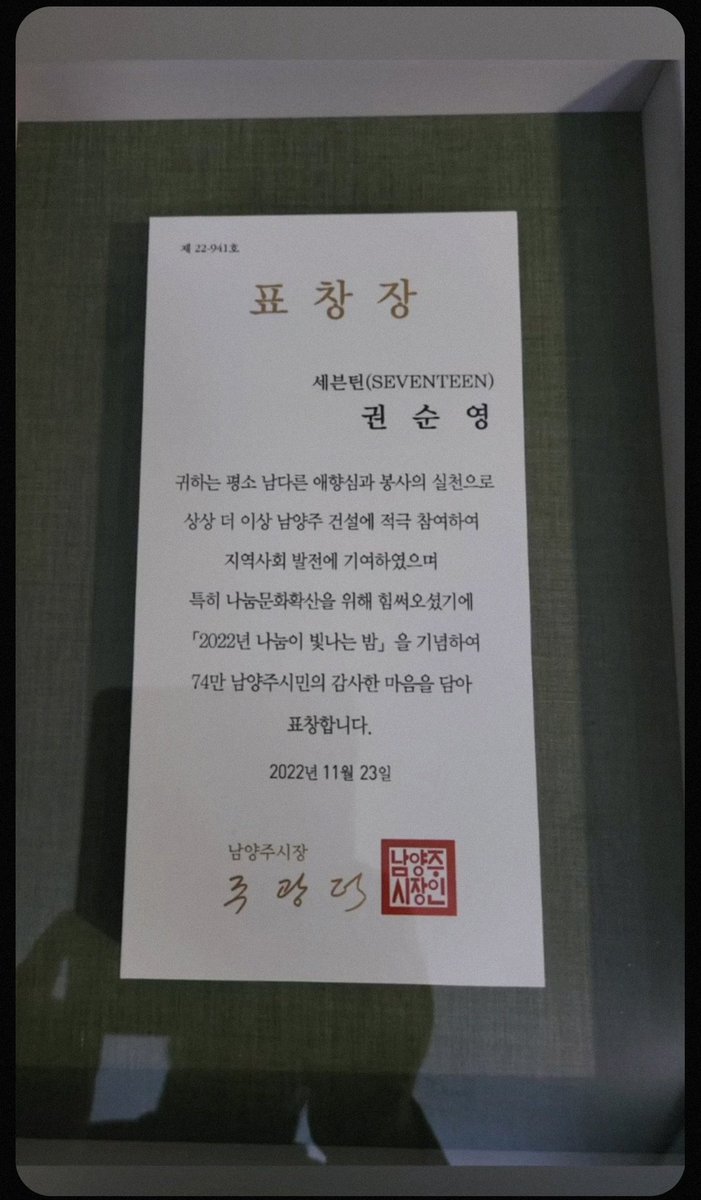 제 22-941호
표 창 장
세븐틴(SEVENTEEN)
권 순 영
귀하는 평소 남다른 애향심과 봉사의 실천으로
상상 더 이상 남양주 건설에 적극 참여하여
지역사회 발전에 기여하였으며
특히 나눔문화확산을 위해 힘써오셨기에
「2022년 나눔이 빛나는 밤」을 기념하여
74만 남양주시민의 감사한 마음을 담아
표창합니다.
2022년 11월 23일
남양주시장
주 광 덕
남양주
시장인